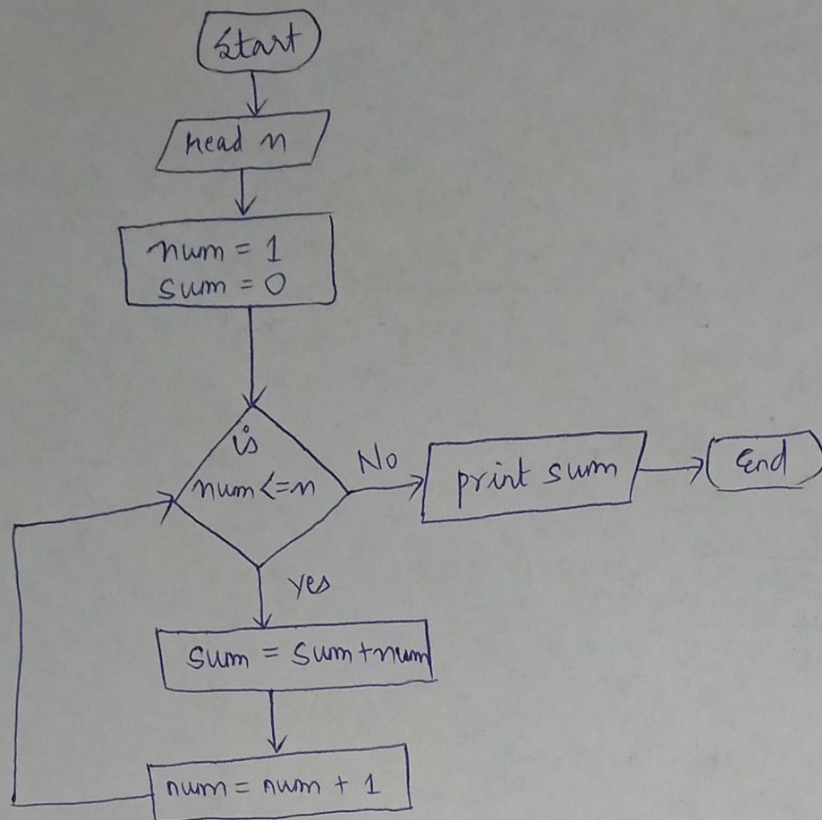 Start
read n
num = 1
sum = 0
is
num <= n
No
print sum
End
yes
sum = sum + num
num = num + 1